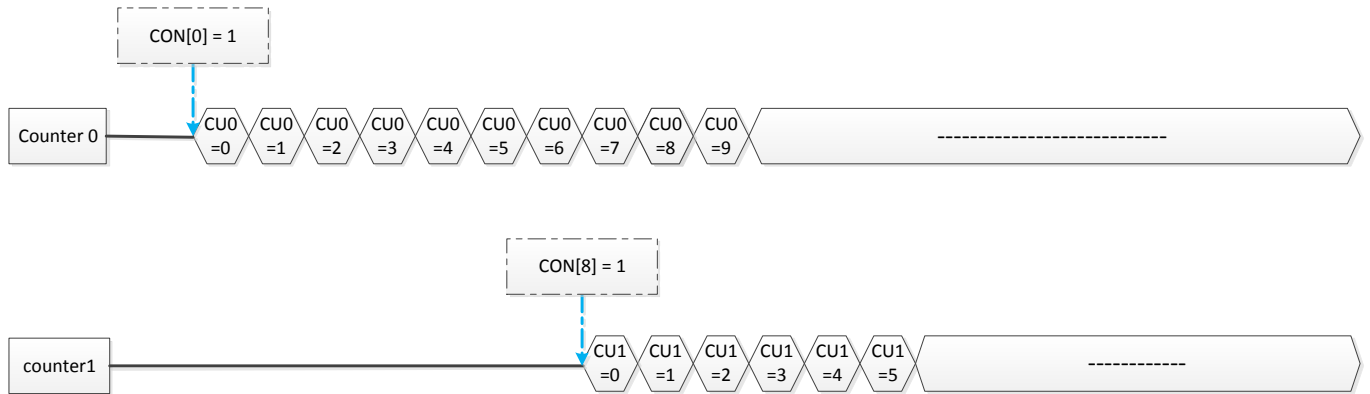 CON[0] = 1
Counter 0
CU0 CU0 CU0 CU0 CU0 CU0 CU0 CU0 CU0 CU0
=0 =1 =2 =3 =4 =5 =6 =7 =8 =9
----------------------------
CON[8] = 1
counter1
CU1 CU1 CU1 CU1 CU1 CU1
=0 =1 =2 =3 =4 =5
------------